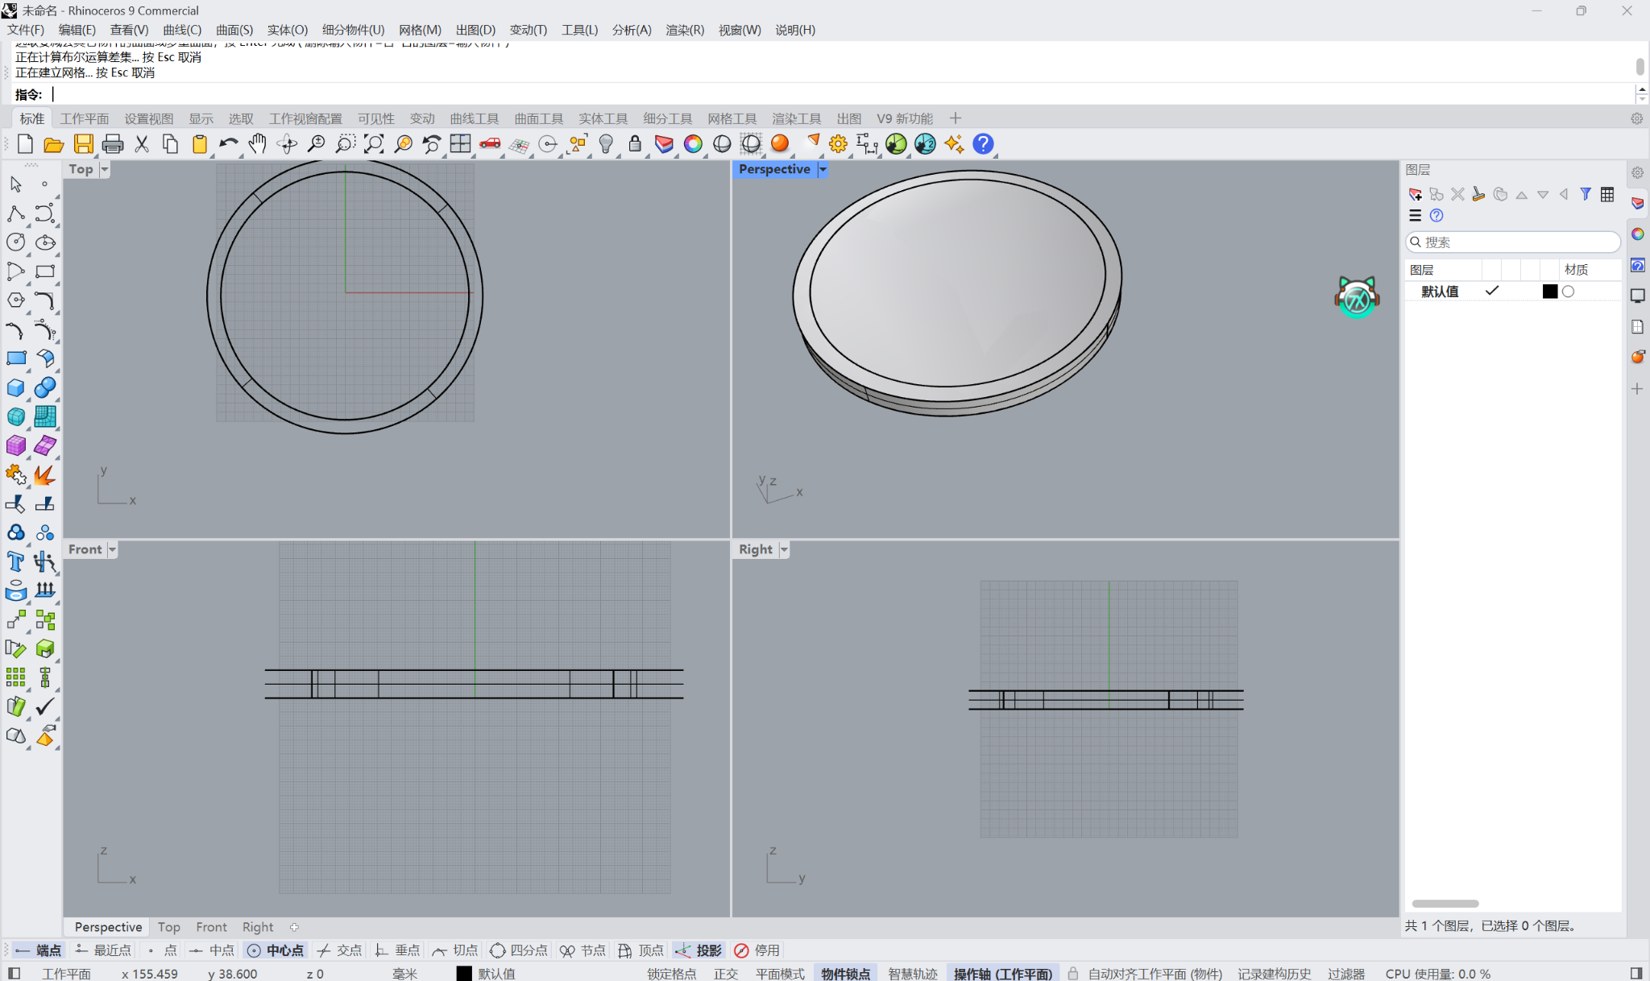 未命名 - Rhinoceros 9 Commercial
文件(F) 编辑(E) 查看(V) 曲线(C) 曲面(S) 实体(O) 细分物件(U) 网格(M) 出图(D) 变动(T) 工具(L) 分析(A) 渲染(R) 视窗(W) 说明(H)
正在计算布尔运算差集... 按 Esc 取消
正在建立网格... 按 Esc 取消
指令:
标准 工作平面 设置视图 显示 选取 工作视窗配置 可见性 变动 曲线工具 曲面工具 实体工具 细分工具 网格工具 渲染工具 出图 V9 新功能
Top
Perspective
图层
搜索
图层 材质
默认值
y
x
y z
x
Front
Right
z
x
z
y
Perspective Top Front Right
共 1 个图层，已选择 0 个图层。
端点 最近点 点 中点 中心点 交点 垂点 切点 四分点 节点 顶点 投影 停用
工作平面 x 155.459 y 38.600 z 0 毫米 默认值 锁定格点 正交 平面模式 物件锁点 智慧轨迹 操作轴 (工作平面) 自动对齐工作平面 (物件) 记录建构历史 过滤器 CPU 使用量: 0.0 %